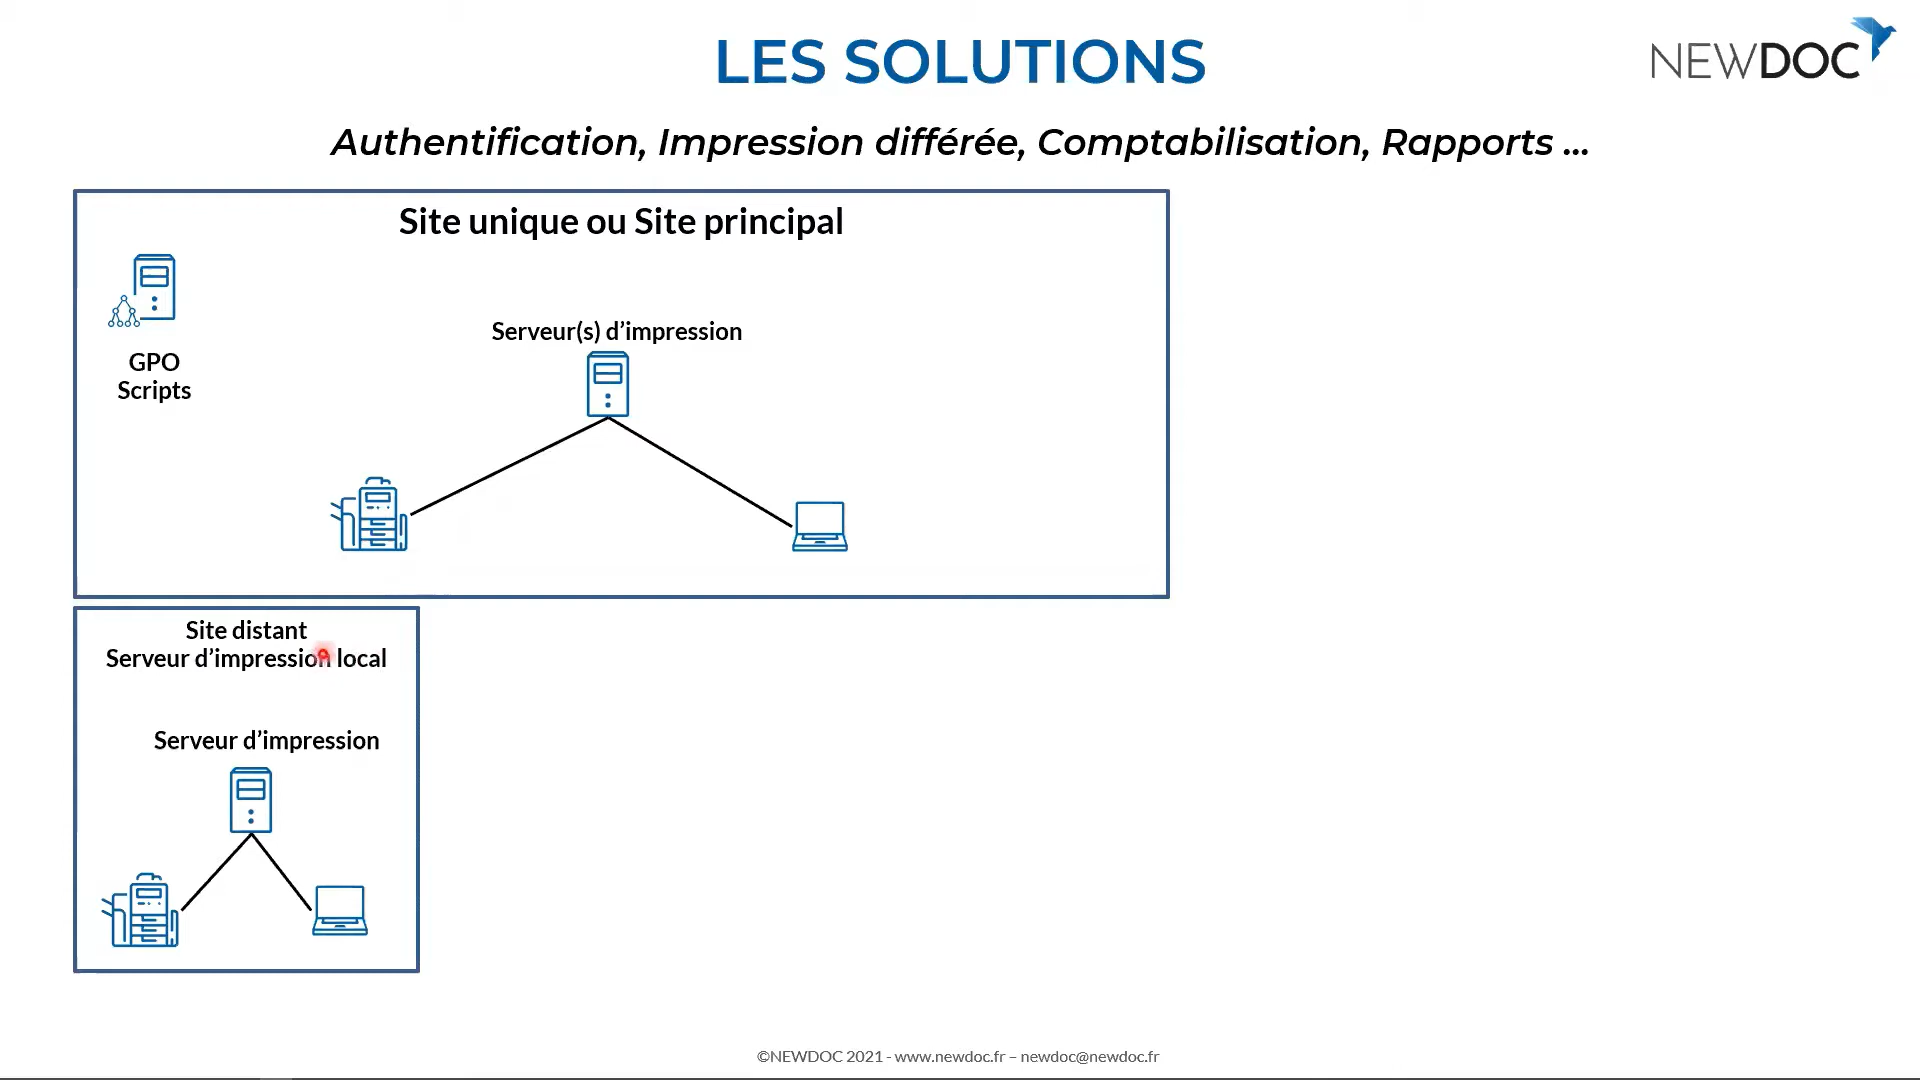 LES SOLUTIONS
NEWDOC
Authentification, Impression différée, Comptabilisation, Rapports ...
Site unique ou Site principal
GPO
Scripts
Serveur(s) d’impression
Site distant
Serveur d’impression local
Serveur d’impression
©NEWDOC 2021 - www.newdoc.fr – newdoc@newdoc.fr